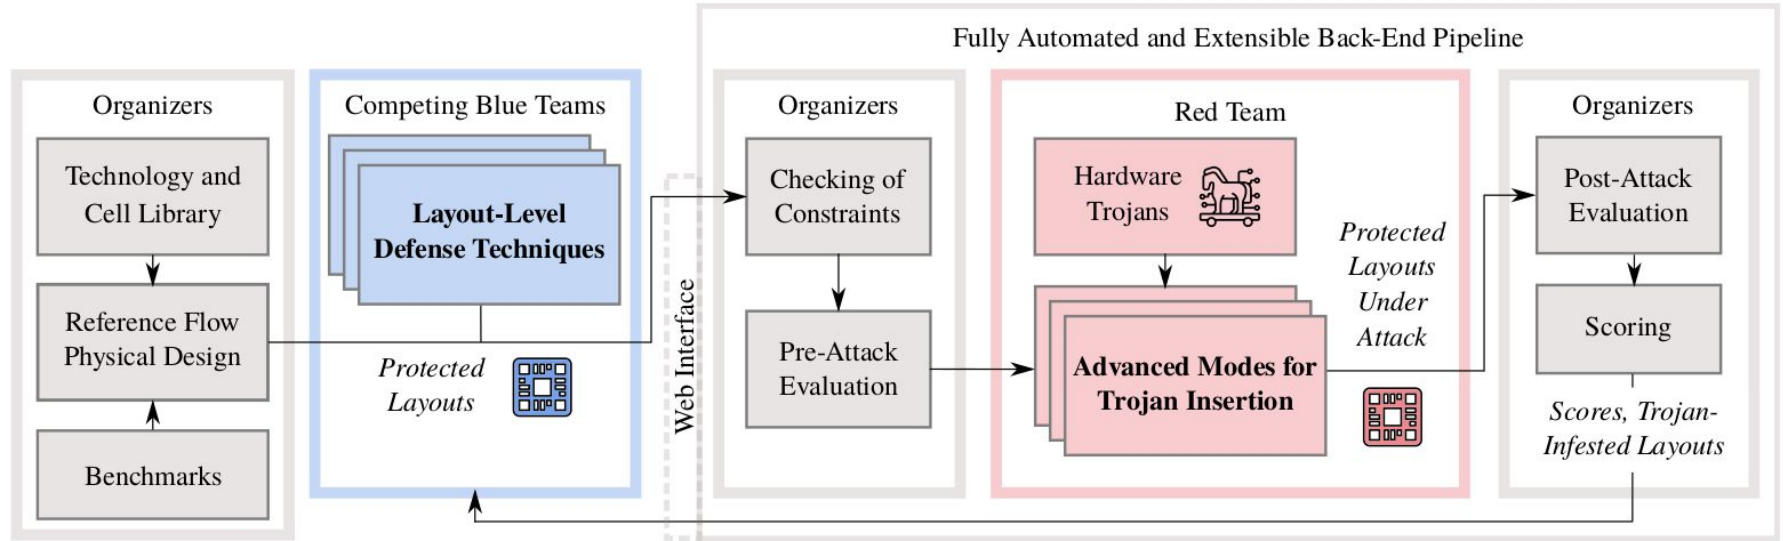 Fully Automated and Extensible Back-End Pipeline
Organizers
Technology and
Cell Library
Reference Flow
Physical Design
Benchmarks
Competing Blue Teams
Layout-Level
Defense Techniques
Protected
Layouts
Web Interface
Organizers
Checking of
Constraints
Pre-Attack
Evaluation
Red Team
Hardware
Trojans
Advanced Modes for
Trojan Insertion
Protected
Layouts
Under
Attack
Organizers
Post-Attack
Evaluation
Scoring
Scores, Trojan-
Infested Layouts